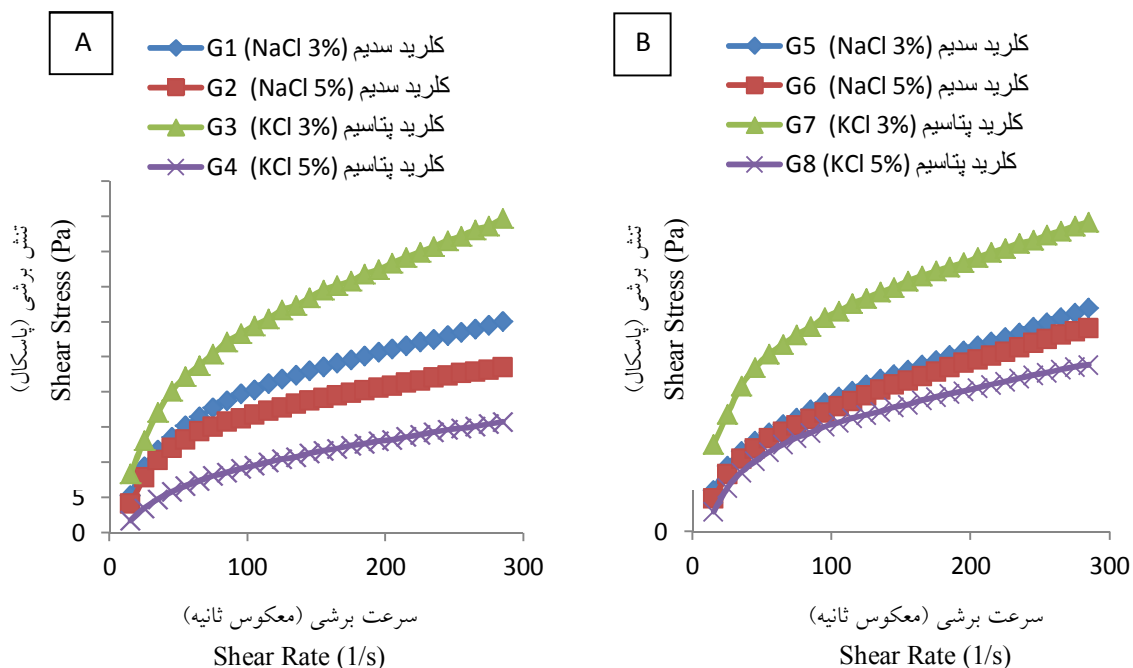 A
G1 (NaCl 3%) کلرید سدیم
G2 (NaCl 5%) کلرید سدیم
G3 (KCl 3%) کلرید پتاسیم
G4 (KCl 5%) کلرید پتاسیم
تنش برشی (پاسکال)
Shear Stress (Pa)
5
0
0 100 200 300
سرعت برشی (معکوس ثانیه)
Shear Rate (1/s)
B
G5 (NaCl 3%) کلرید سدیم
G6 (NaCl 5%) کلرید سدیم
G7 (KCl 3%) کلرید پتاسیم
G8 (KCl 5%) کلرید پتاسیم
تنش برشی (پاسکال)
Shear Stress (Pa)
0
0 100 200 300
سرعت برشی (معکوس ثانیه)
Shear Rate (1/s)